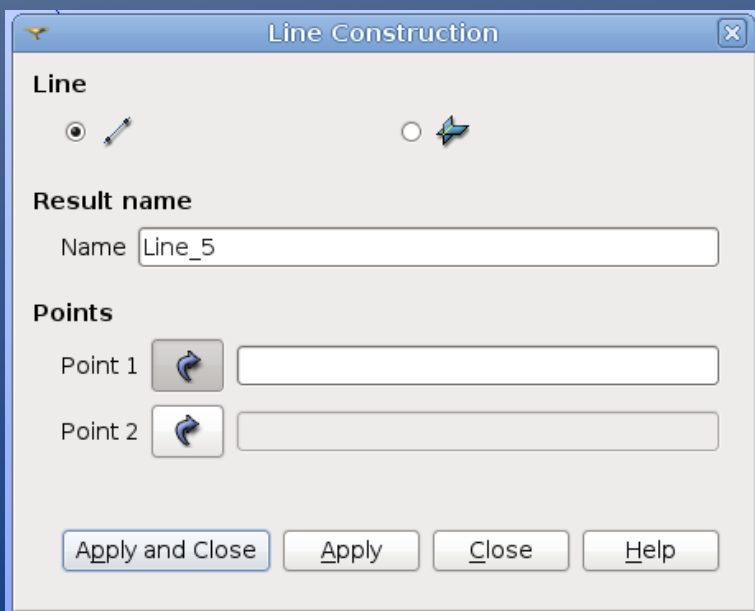 Line Construction
Line
Result name
Name Line_5
Points
Point 1
Point 2
Apply and Close Apply Close Help